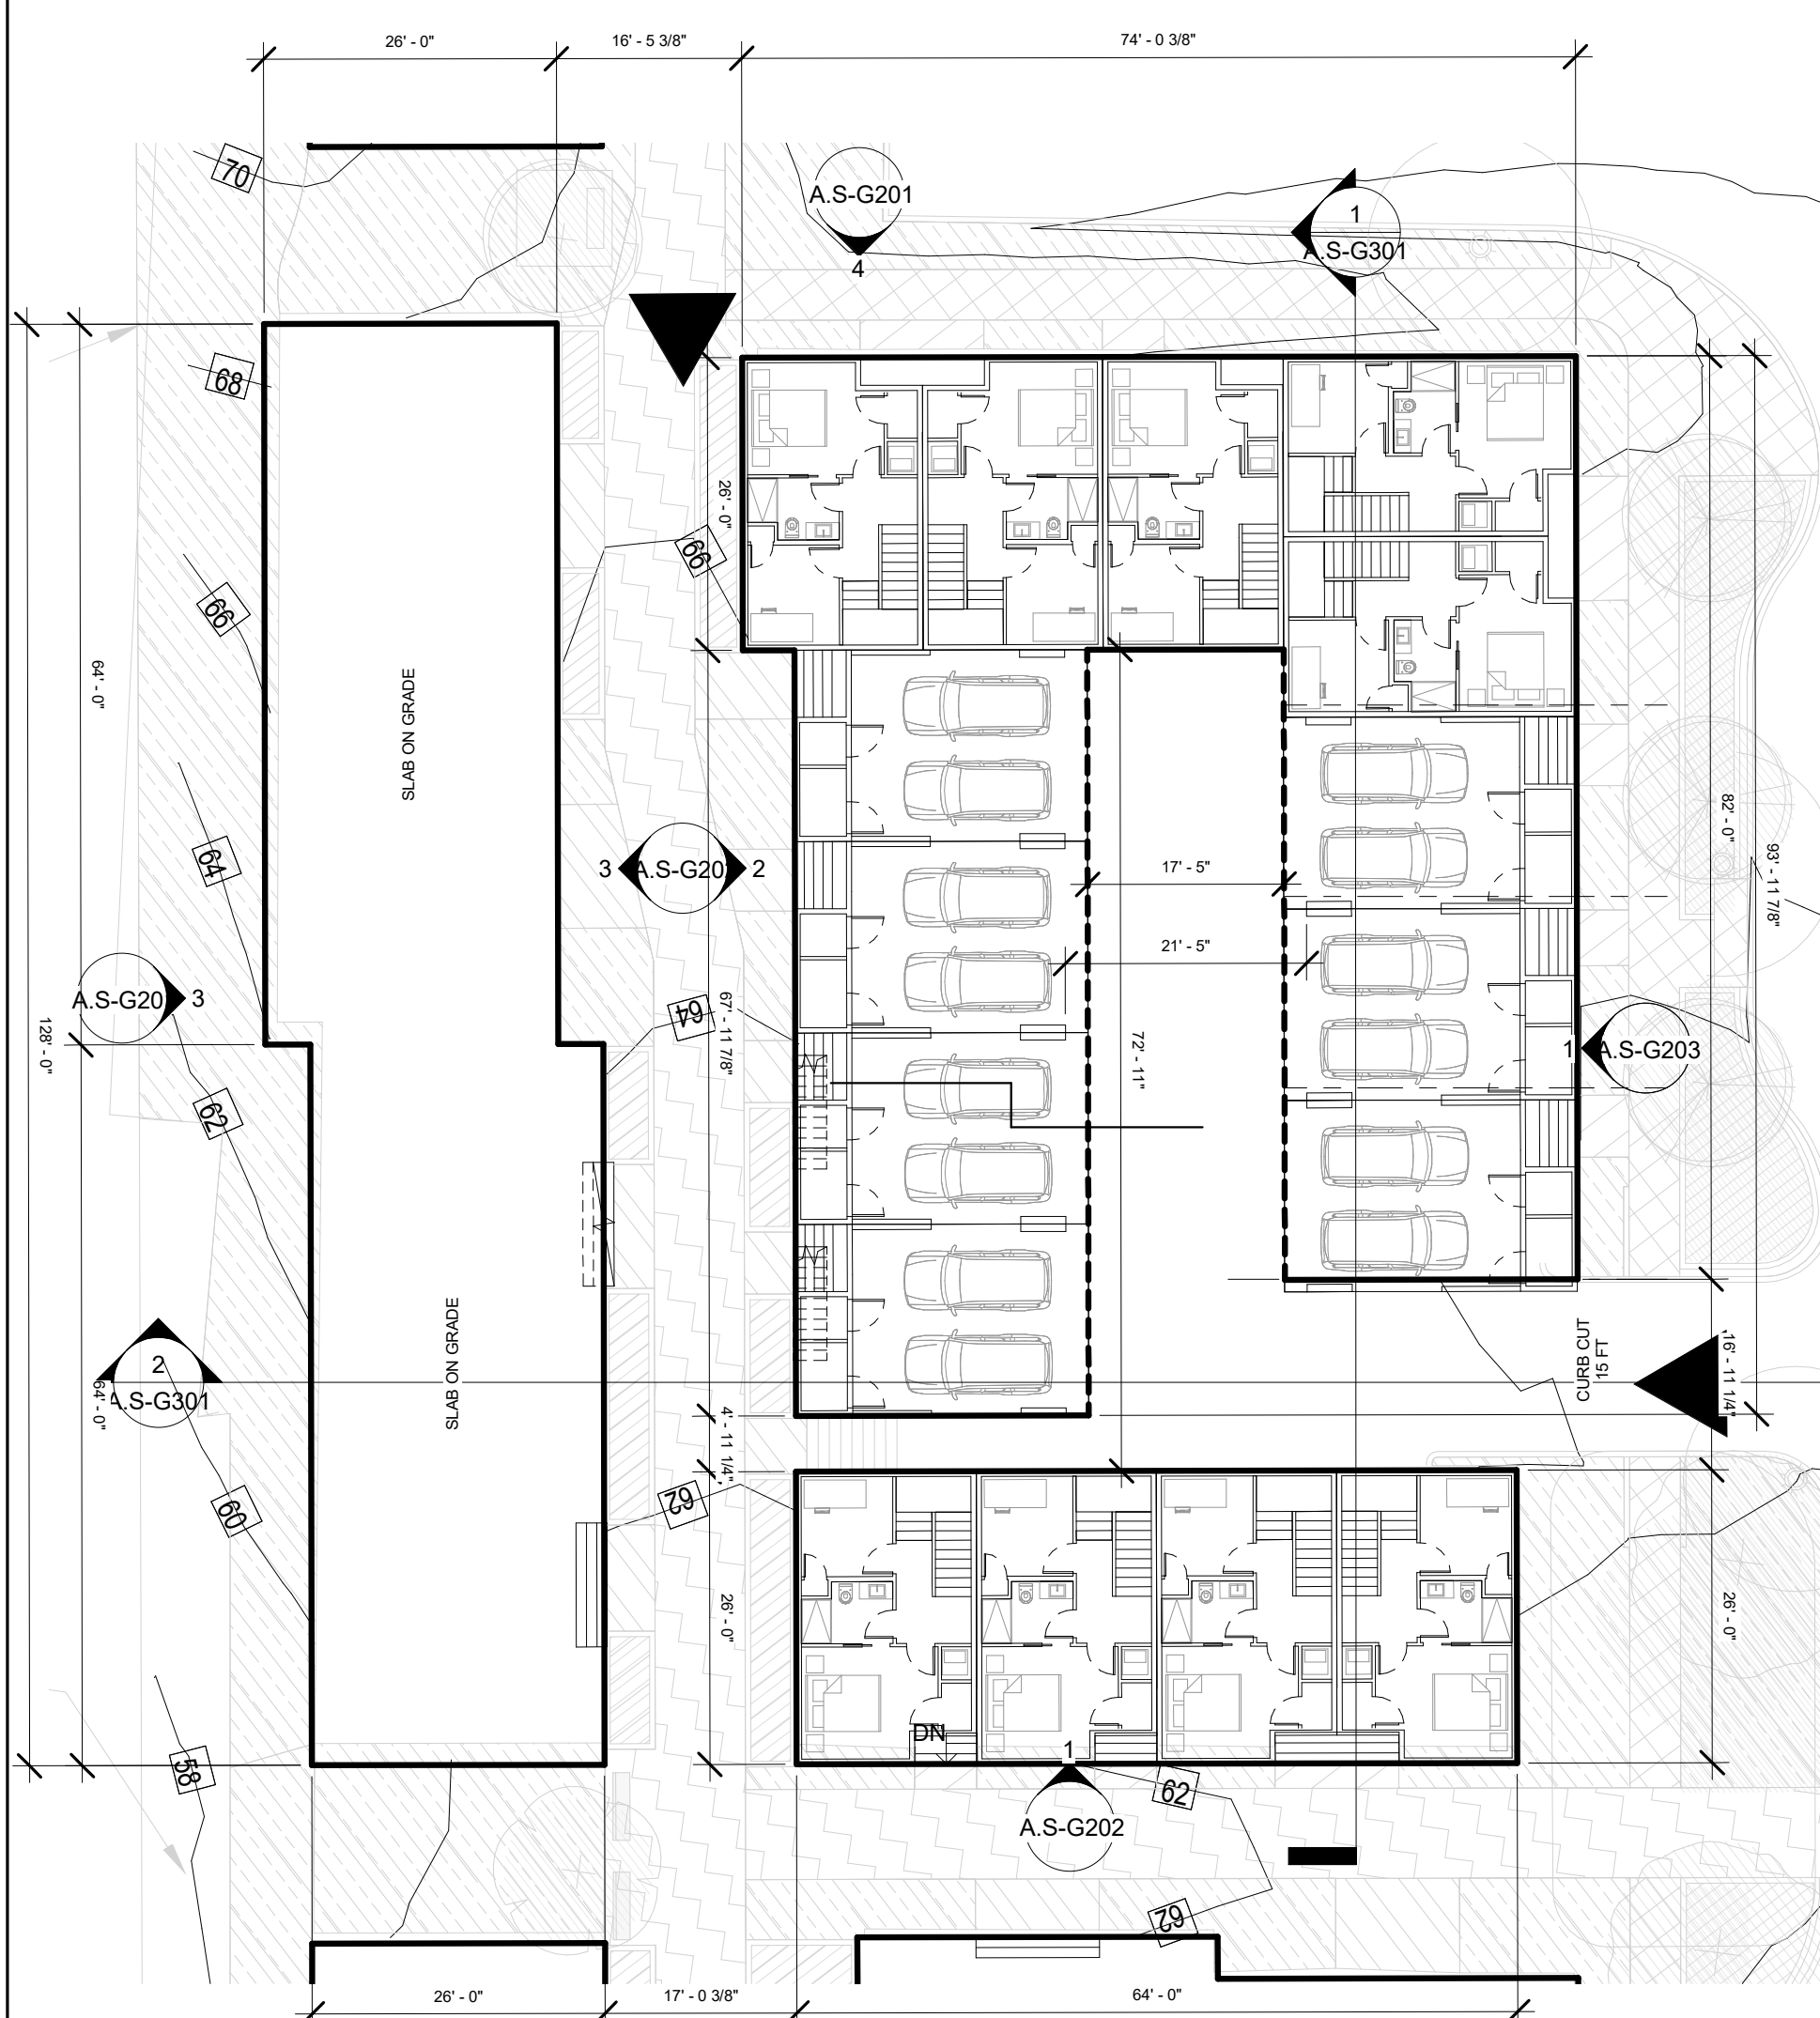 26' - 0"
16' - 5 3/8"
74' - 0 3/8"
70
A.S-G201
4
1
A.S-G301
68
66
26' - 0"
66
64' - 0"
SLAB ON GRADE
82' - 0"
93' - 11 7/8"
64
3
2
17' - 5"
21' - 5"
3
64
67' - 11 7/8"
128' - 0"
72' - 11"
1
A.S-G203
62
SLAB ON GRADE
CURB CUT
15 FT
16' - 11 1/4"
2
A.S-G301
64' - 0"
4' - 11 1/4"
60
62
26' - 0"
26' - 0"
DN
1
58
62
A.S-G202
62
26' - 0"
17' - 0 3/8"
64' - 0"